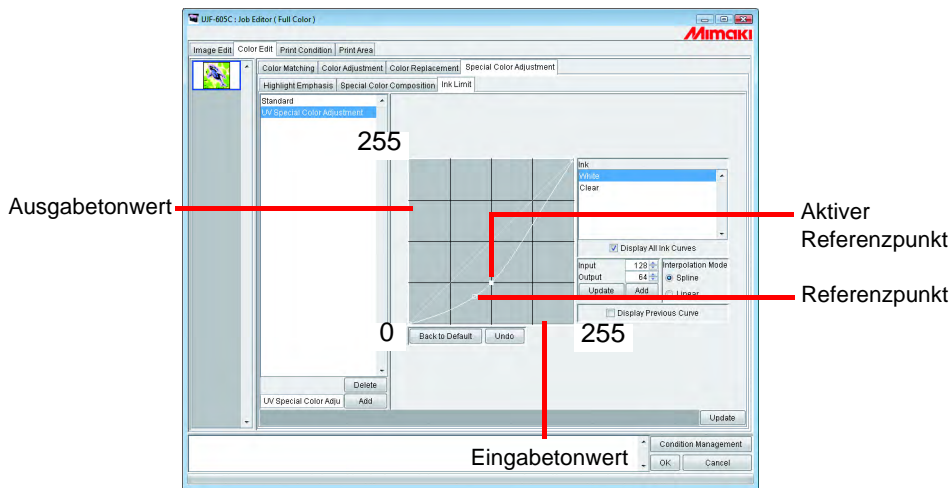 UJF-605C : Job Editor ( Full Color )
Mimaki
Image Edit Color Edit Print Condition Print Area
Color Matching Color Adjustment Color Replacement Special Color Adjustment
Highlight Emphasis Special Color Composition Ink Limit
Standard
UV Special Color Adjustment
255
Ink
White
Clear
Ausgabetonwert
Aktiver
Referenzpunkt
Display All Ink Curves
Input 128 Interpolation Mode
Output 64 Spline
Update Add Linear
Referenzpunkt
Display Previous Curve
0
255
Back to Default Undo
Delete
UV Special Color Adju Add
Update
Eingabetonwert
Condition Management
OK Cancel